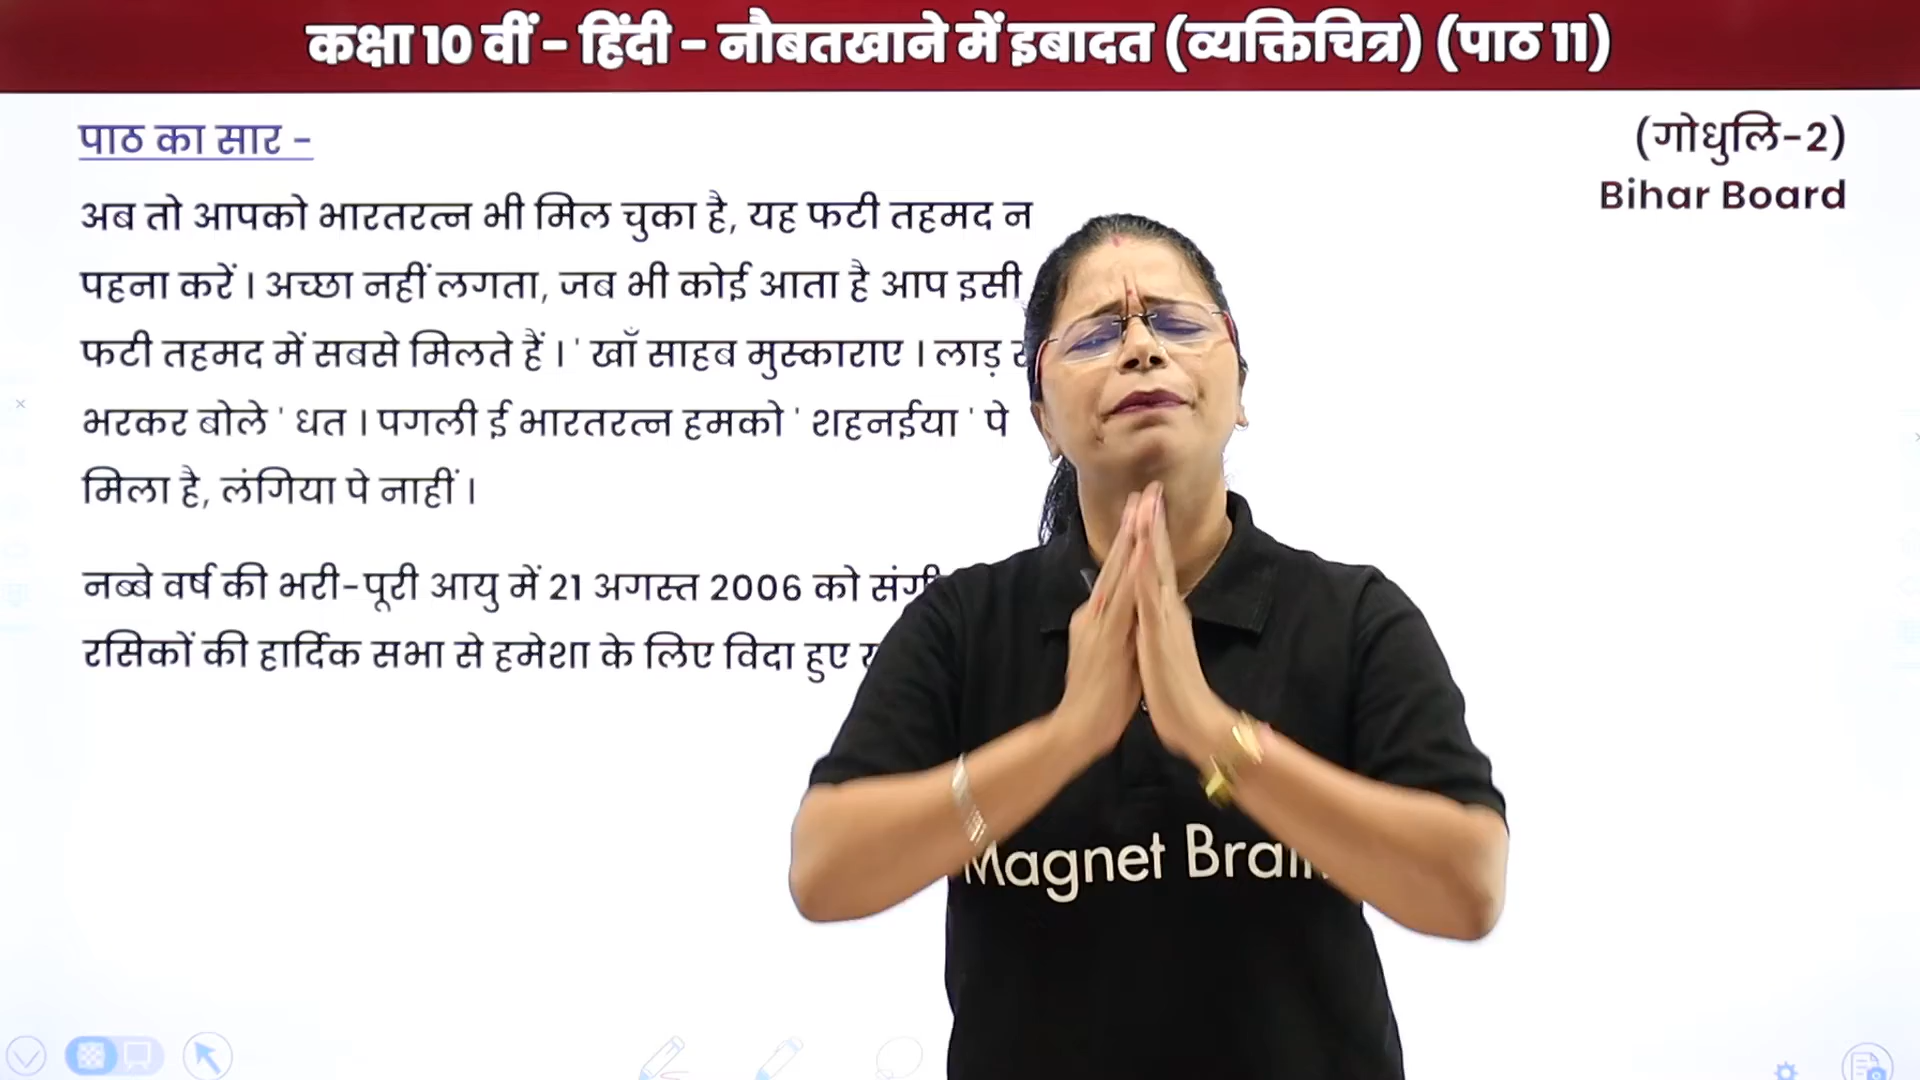 कक्षा 10 वीं - हिंदी - नौबतखाने में इबादत (व्यक्तिचित्र) (पाठ 11)
पाठ का सार -
(गोधुलि-2)
Bihar Board
अब तो आपको भारतरत्न भी मिल चुका है, यह फटी तहमद न
पहना करें । अच्छा नहीं लगता, जब भी कोई आता है आप इसी
फटी तहमद में सबसे मिलते हैं । ' खाँ साहब मुस्काराए । लाड़
भरकर बोले ' धत । पगली ई भारतरत्न हमको ' शहनईया ' पे
मिला है, लंगिया पे नाहीं ।
नब्बे वर्ष की भरी-पूरी आयु में 21 अगस्त 2006 को
रसिकों की हार्दिक सभा से हमेशा के लिए विदा हुए
Magnet